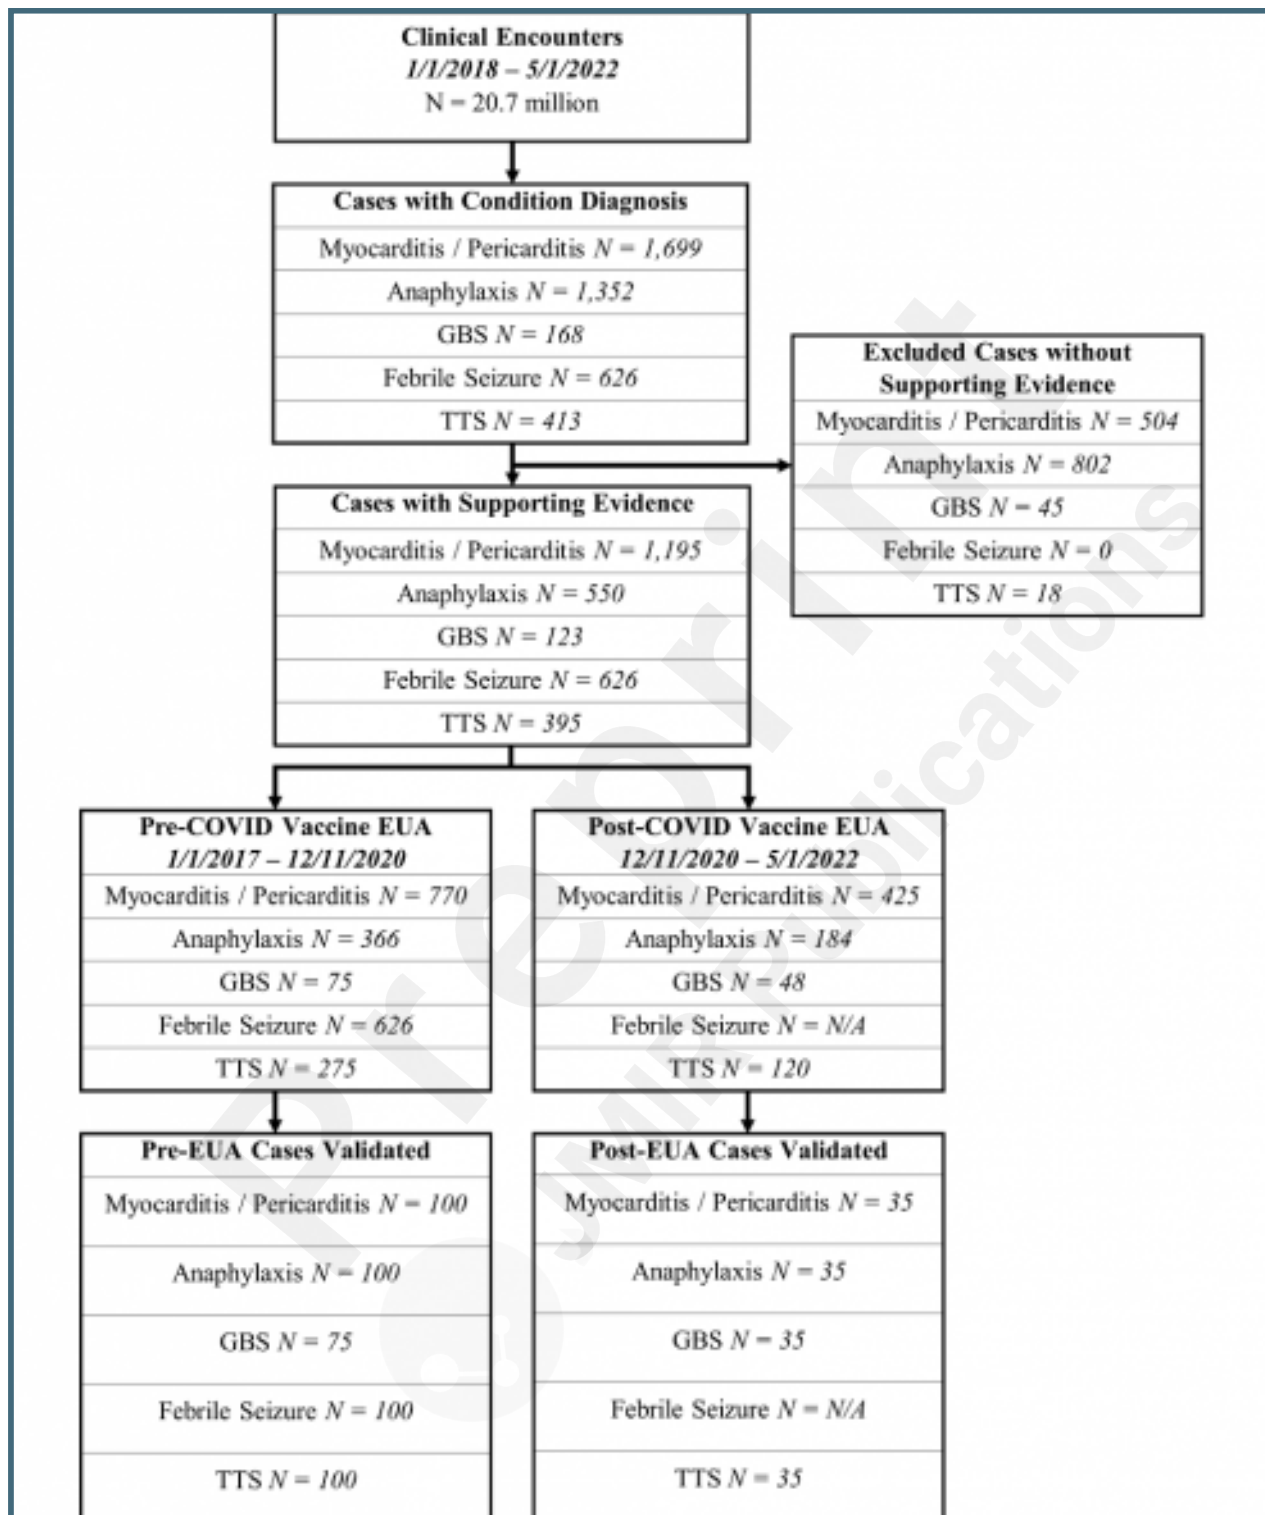 Clinical Encounters
1/1/2018 – 5/1/2022
N = 20.7 million
Cases with Condition Diagnosis
Myocarditis / Pericarditis N = 1,699
Anaphylaxis N = 1,352
GBS N = 168
Febrile Seizure N = 626
TTS N = 413
Excluded Cases without
Supporting Evidence
Myocarditis / Pericarditis N = 504
Anaphylaxis N = 802
GBS N = 45
Febrile Seizure N = 0
TTS N = 18
Cases with Supporting Evidence
Myocarditis / Pericarditis N = 1,195
Anaphylaxis N = 550
GBS N = 123
Febrile Seizure N = 626
TTS N = 395
Pre-COVID Vaccine EUA
1/1/2017 – 12/11/2020
Myocarditis / Pericarditis N = 770
Anaphylaxis N = 366
GBS N = 75
Febrile Seizure N = 626
TTS N = 275
Post-COVID Vaccine EUA
12/11/2020 – 5/1/2022
Myocarditis / Pericarditis N = 425
Anaphylaxis N = 184
GBS N = 48
Febrile Seizure N = N/A
TTS N = 120
Pre-EUA Cases Validated
Myocarditis / Pericarditis N = 100
Anaphylaxis N = 100
GBS N = 75
Febrile Seizure N = 100
TTS N = 100
Post-EUA Cases Validated
Myocarditis / Pericarditis N = 35
Anaphylaxis N = 35
GBS N = 35
Febrile Seizure N = N/A
TTS N = 35
Preprint
JMIR Publications